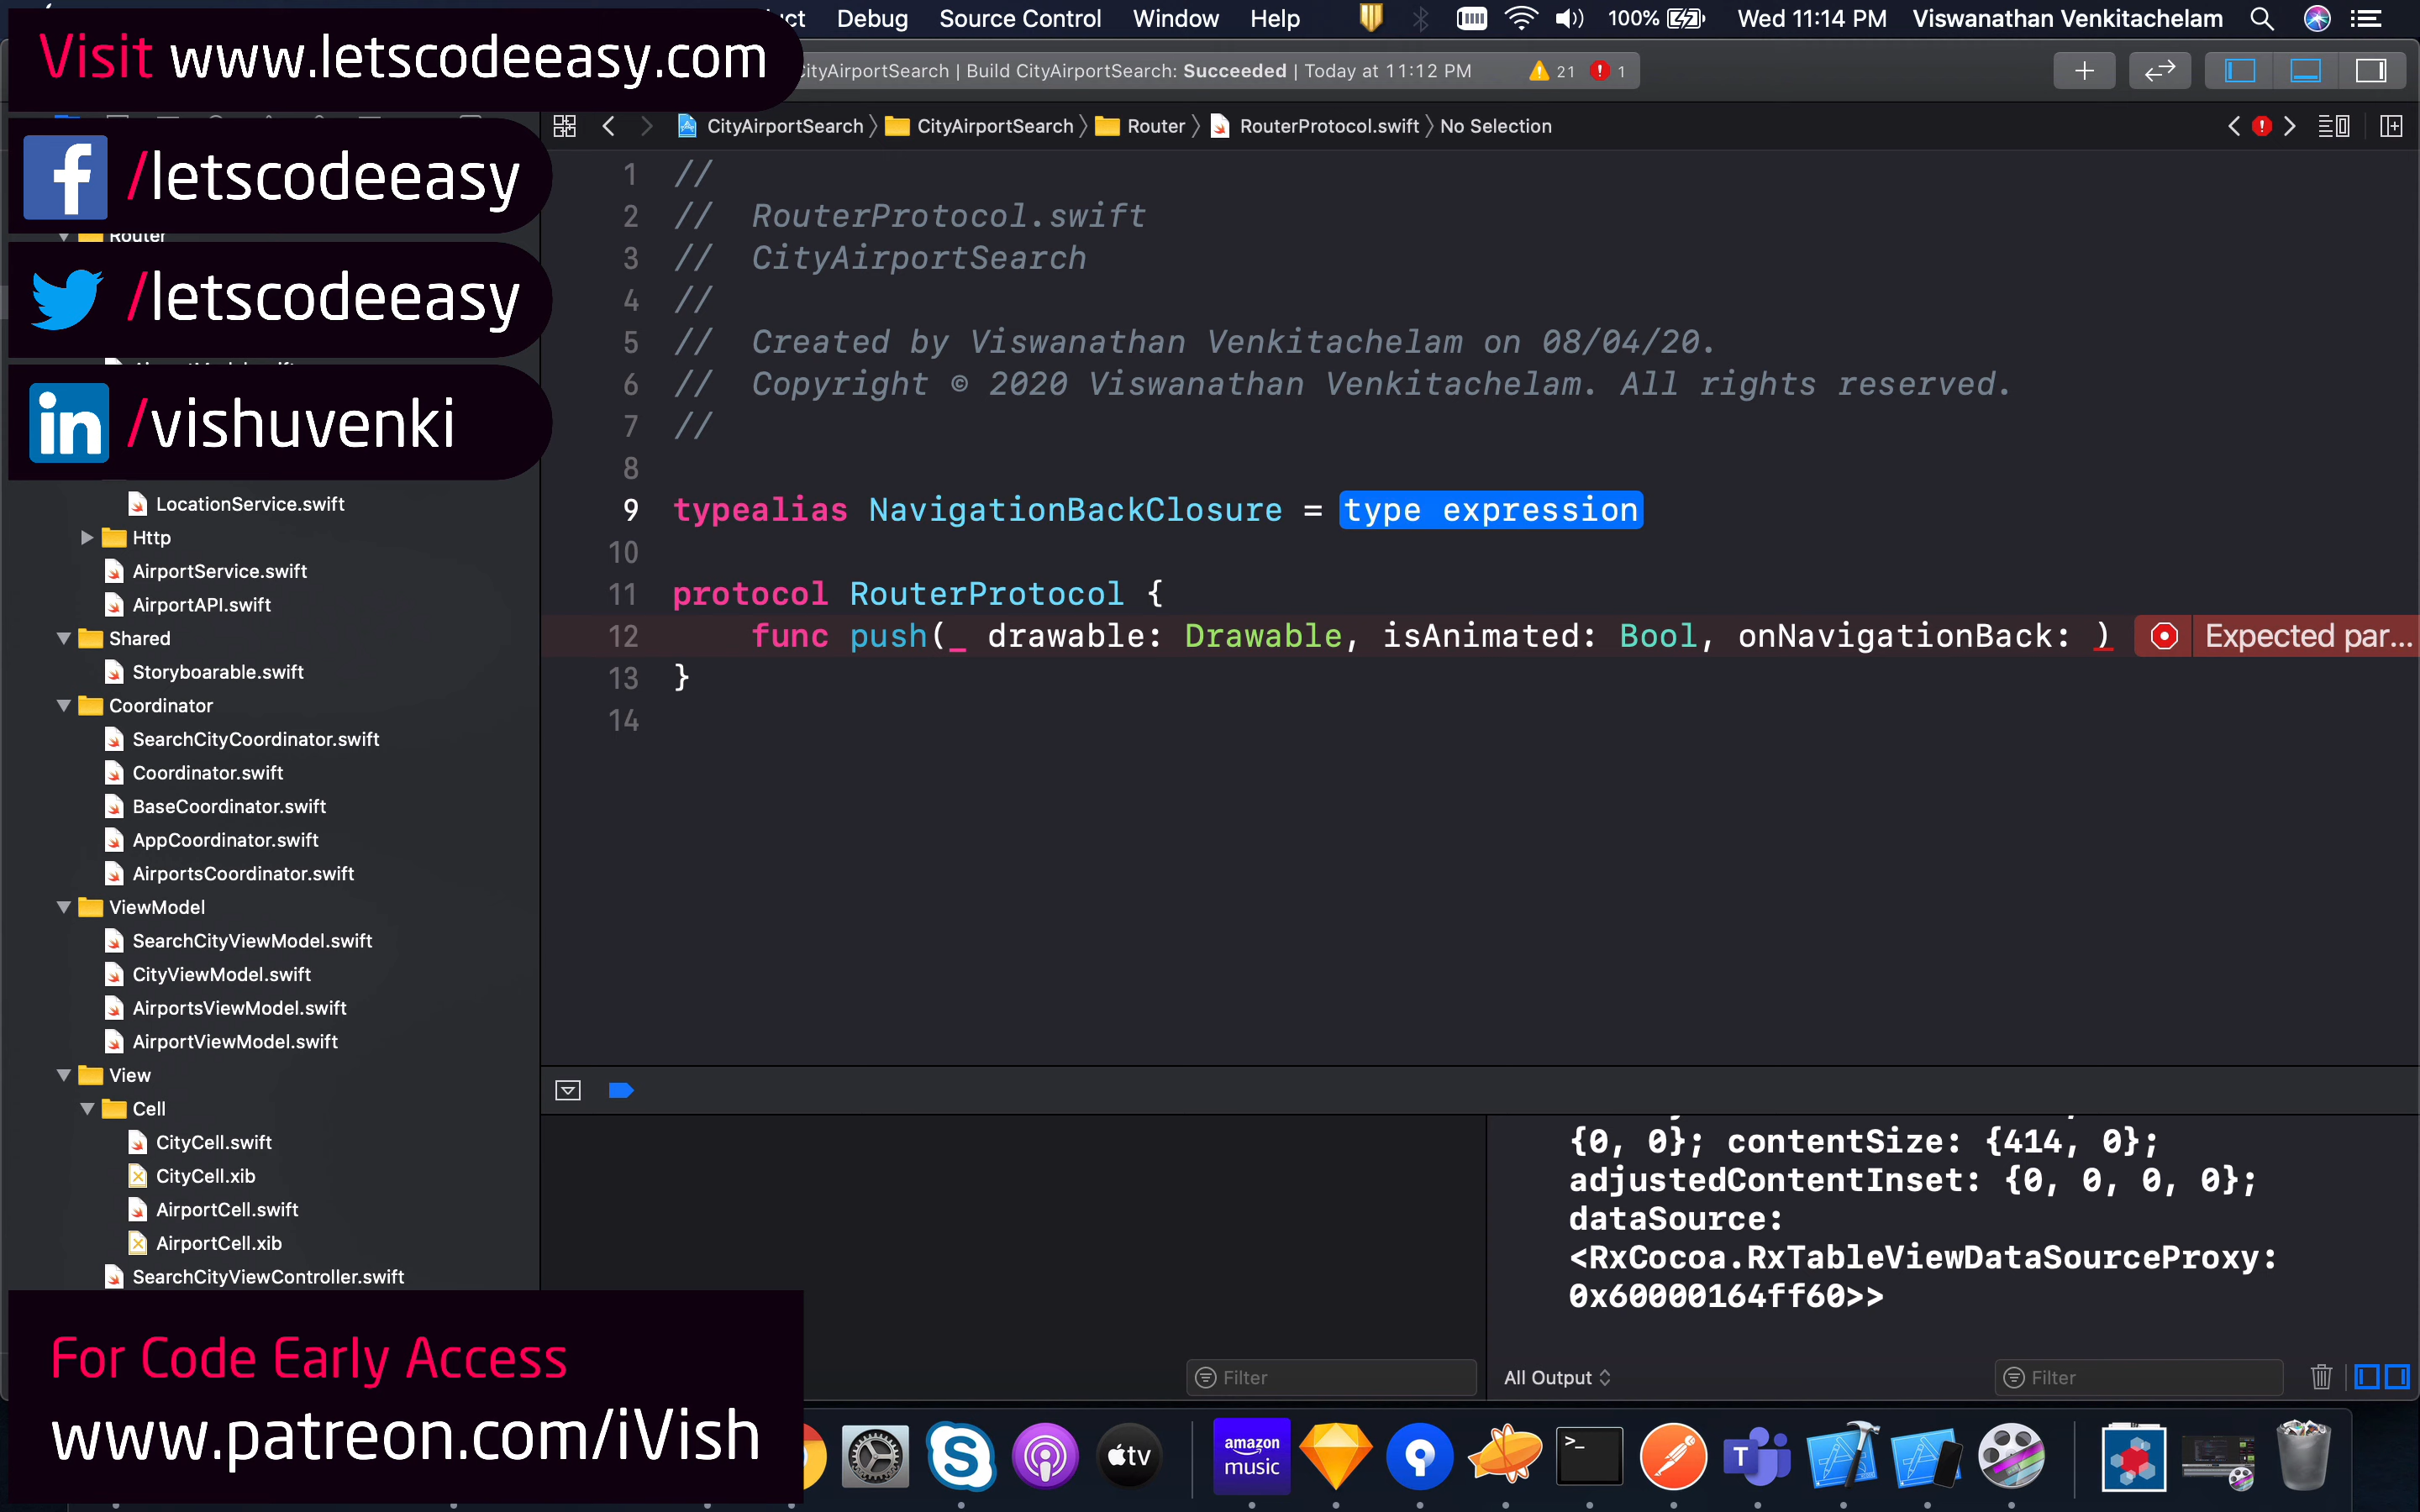 Debug Source Control Window Help 100% Wed 11:14 PM Viswanathan Venkitachelam
Visit www.letscodeeasy.com
CityAirportSearch | Build CityAirportSearch: Succeeded | Today at 11:12 PM 21 1
CityAirportSearch CityAirportSearch Router RouterProtocol.swift No Selection
/letscodeeasy
Router
/letscodeeasy
/vishuvenki
LocationService.swift
Http
AirportService.swift
AirportAPI.swift
Shared
Storyboarable.swift
Coordinator
SearchCityCoordinator.swift
Coordinator.swift
BaseCoordinator.swift
AppCoordinator.swift
AirportsCoordinator.swift
ViewModel
SearchCityViewModel.swift
CityViewModel.swift
AirportsViewModel.swift
AirportViewModel.swift
View
Cell
CityCell.swift
CityCell.xib
AirportCell.swift
AirportCell.xib
SearchCityViewController.swift
1 //
2 // RouterProtocol.swift
3 // CityAirportSearch
4 //
5 // Created by Viswanathan Venkitachelam on 08/04/20.
6 // Copyright © 2020 Viswanathan Venkitachelam. All rights reserved.
7 //
8
9 typealias NavigationBackClosure = type expression
10
11 protocol RouterProtocol {
12 func push(_ drawable: Drawable, isAnimated: Bool, onNavigationBack: ) Expected par...
13 }
14
{0, 0}; contentSize: {414, 0};
adjustedContentInset: {0, 0, 0, 0};
dataSource:
<RxCocoa.RxTableViewDataSourceProxy:
0x60000164ff60>>
Filter
All Output
Filter
For Code Early Access
www.patreon.com/iVish
tv
amazon music
T